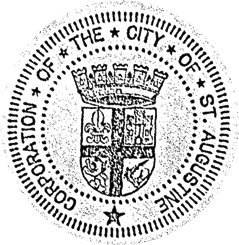 CORPORATION ★ OF ★ THE ★ CITY ★ OF ★ ST. AUGUSTINE ★